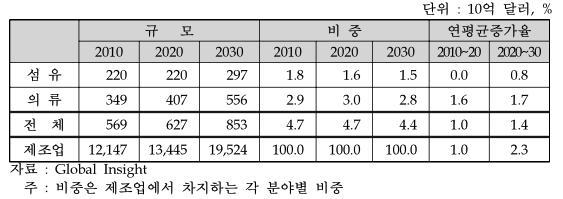 단위 : 10억 달러, %
규 모 비 중 연평균증가율
2010 2020 2030 2010 2020 2030 2010~20 2020~30
섬 유 220 220 297 1.8 1.6 1.5 0.0 0.8
의 류 349 407 556 2.9 3.0 2.8 1.6 1.7
전 체 569 627 853 4.7 4.7 4.4 1.0 1.4
제조업 12,147 13,445 19,524 100.0 100.0 100.0 1.0 2.3
자료 : Global Insight
주 : 비중은 제조업에서 차지하는 각 분야별 비중